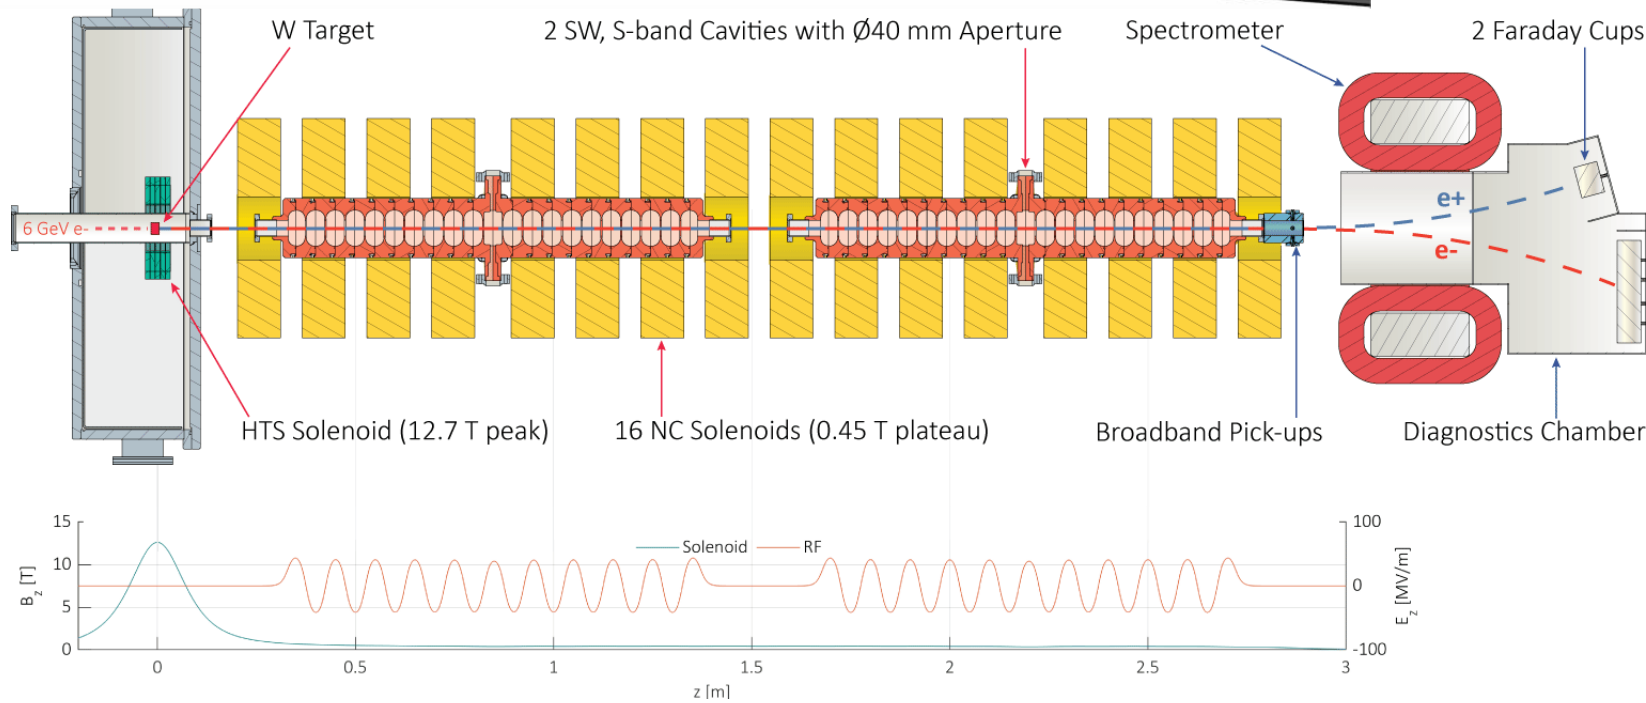 W Target
2 SW, S-band Cavities with Ø40 mm Aperture
Spectrometer
2 Faraday Cups
6 GeV e-
e+
e-
HTS Solenoid (12.7 T peak)
16 NC Solenoids (0.45 T plateau)
Broadband Pick-ups
Diagnostics Chamber
15
10
5
0
B_z [T]
Solenoid
RF
100
0
-100
E_z [MV/m]
0
0.5
1
1.5
2
2.5
3
z [m]